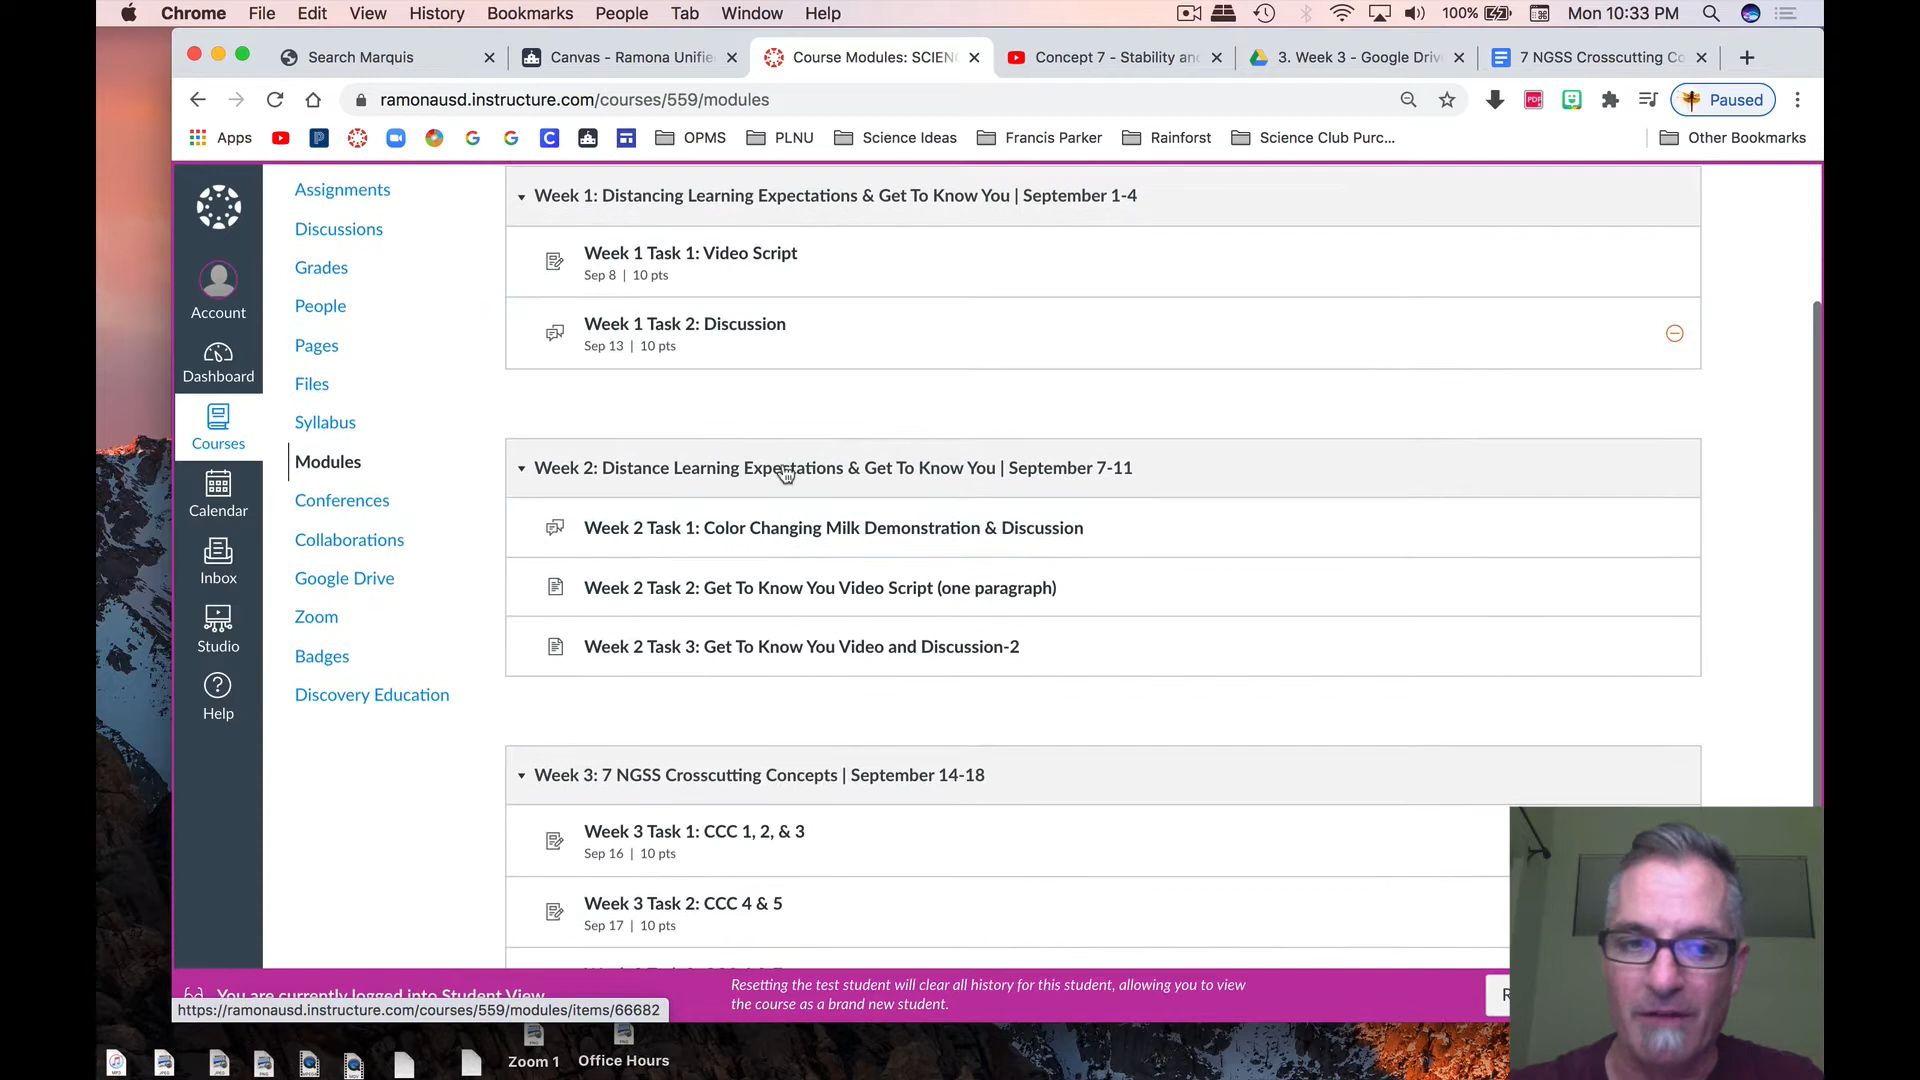 Chrome File Edit View History Bookmarks People Tab Window Help 100% Mon 10:33 PM
Search Marquis Canvas - Ramona Unifie Course Modules: SCIEN Concept 7 - Stability and 3. Week 3 - Google Driv 7 NGSS Crosscutting Co
ramonausd.instructure.com/courses/559/modules PDF Paused
Apps OPMS PLNU Science Ideas Francis Parker Rainforst Science Club Purc... Other Bookmarks
Account
Dashboard
Courses
Calendar
Inbox
Studio
Help
Assignments
Discussions
Grades
People
Pages
Files
Syllabus
Modules
Conferences
Collaborations
Google Drive
Zoom
Badges
Discovery Education
Week 1: Distancing Learning Expectations & Get To Know You | September 1-4
Week 1 Task 1: Video Script
Sep 8 | 10 pts
Week 1 Task 2: Discussion
Sep 13 | 10 pts
Week 2: Distance Learning Expectations & Get To Know You | September 7-11
Week 2 Task 1: Color Changing Milk Demonstration & Discussion
Week 2 Task 2: Get To Know You Video Script (one paragraph)
Week 2 Task 3: Get To Know You Video and Discussion-2
Week 3: 7 NGSS Crosscutting Concepts | September 14-18
Week 3 Task 1: CCC 1, 2, & 3
Sep 16 | 10 pts
Week 3 Task 2: CCC 4 & 5
Sep 17 | 10 pts
You are currently logged into Student View
Resetting the test student will clear all history for this student, allowing you to view
the course as a brand new student.
https://ramonausd.instructure.com/courses/559/modules/items/66682
Zoom 1 Office Hours